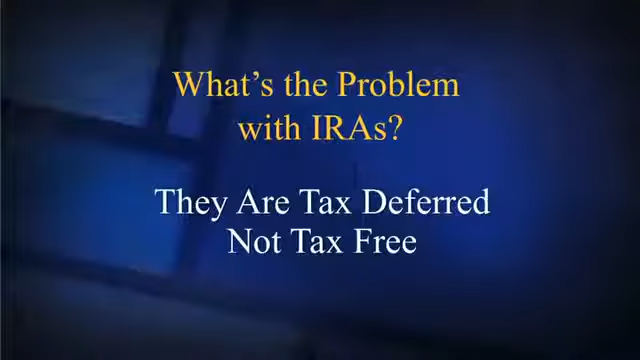 What’s the Problem
with IRAs?
They Are Tax Deferred
Not Tax Free